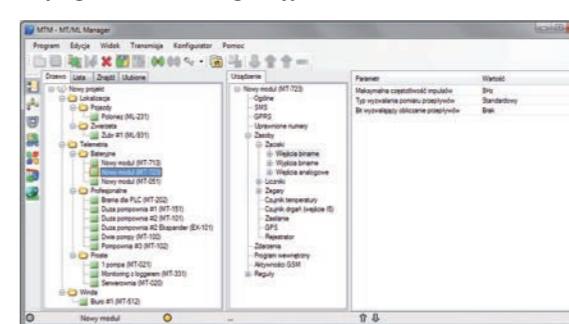 MTM - MT/ML Manager
Program Edycja Widok Transmisja Konfigurator Pomoc
Drzewo Lista Znajdź Ulubione
Nowy projekt
Lokalizacja
Pojazdy
Polonez (ML-231)
Zwierzęta
Żubr #1 (ML-931)
Telemetria
Bateryjne
Nowy moduł (MT-713)
Nowy moduł (MT-723)
Nowy moduł (MT-051)
Profesjonalne
Brama dla PLC (MT-202)
Duża pompownia #1 (MT-151)
Duża pompownia #2 (MT-101)
Duża pompownia #2 Ekspander (EX-101)
Dwie pompy (MT-100)
Pompownia #3 (MT-102)
Proste
1 pompa (MT-021)
Monitoring z loggerem (MT-331)
Serwerownia (MT-020)
Winda
Biuro #1 (MT-512)
Urządzenie
Nowy moduł (MT-723)
Ogólne
SMS
GPRS
Uprawnione numery
Zasoby
Zaciski
Wejścia binarne
Wyjścia binarne
Wejścia analogowe
Liczniki
Zegary
Czujnik temperatury
Czujnik drgań (wejście I5)
Zasilanie
GPS
Rejestrator
Zdarzenia
Program wewnętrzny
Aktywności GSM
Reguły
Parametr Wartość
Maksymalna częstotliwość impulsów 8Hz
Typ wyzwalania pomiaru przepływów Standardowy
Bit wyzwalający obliczanie przepływów Brak
Nowy moduł